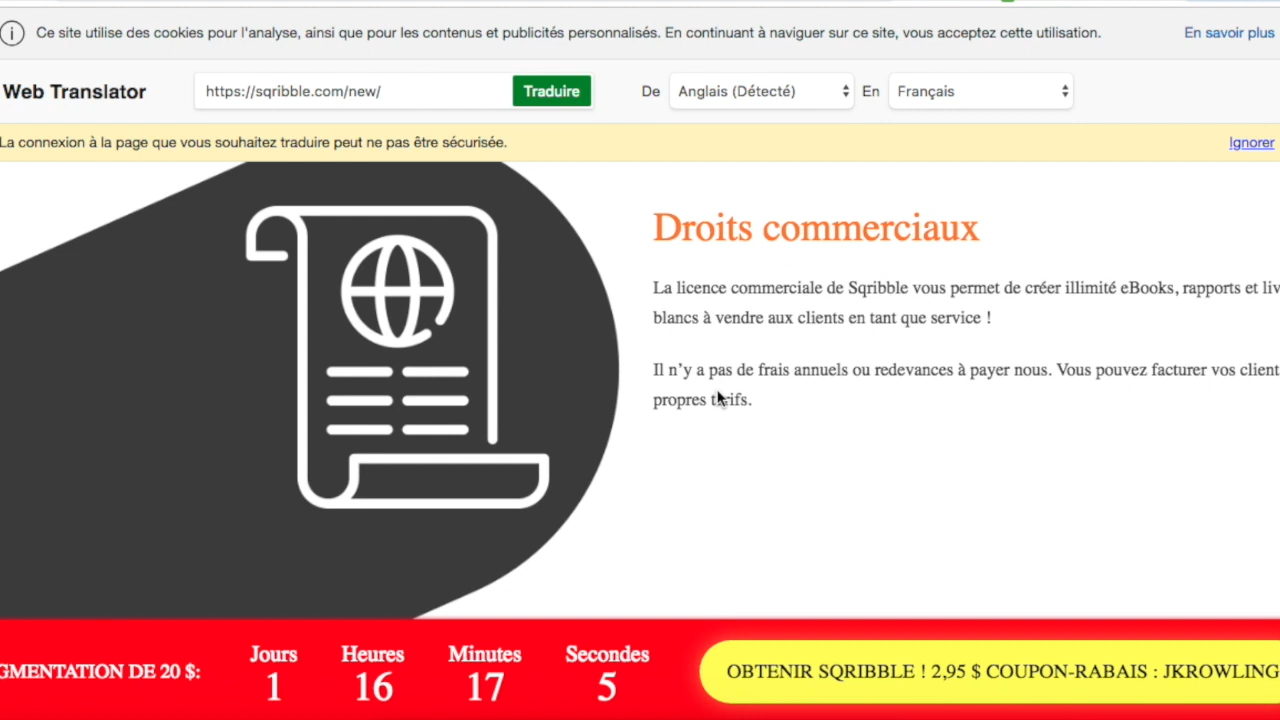 Ce site utilise des cookies pour l'analyse, ainsi que pour les contenus et publicités personnalisés. En continuant à naviguer sur ce site, vous acceptez cette utilisation. En savoir plus
Web Translator https://sqribble.com/new/ Traduire De Anglais (Détecté) En Français
La connexion à la page que vous souhaitez traduire peut ne pas être sécurisée. Ignorer
Droits commerciaux
La licence commerciale de Sqribble vous permet de créer illimité eBooks, rapports et
blancs à vendre aux clients en tant que service !
Il n'y a pas de frais annuels ou redevances à payer nous. Vous pouvez facturer vos
propres tarifs.
Jours Heures Minutes Secondes
DE 20 $: 1 16 17 5
OBTENIR SQRIBBLE ! 2,95 $ COUPON-RABAIS : JKROWLING